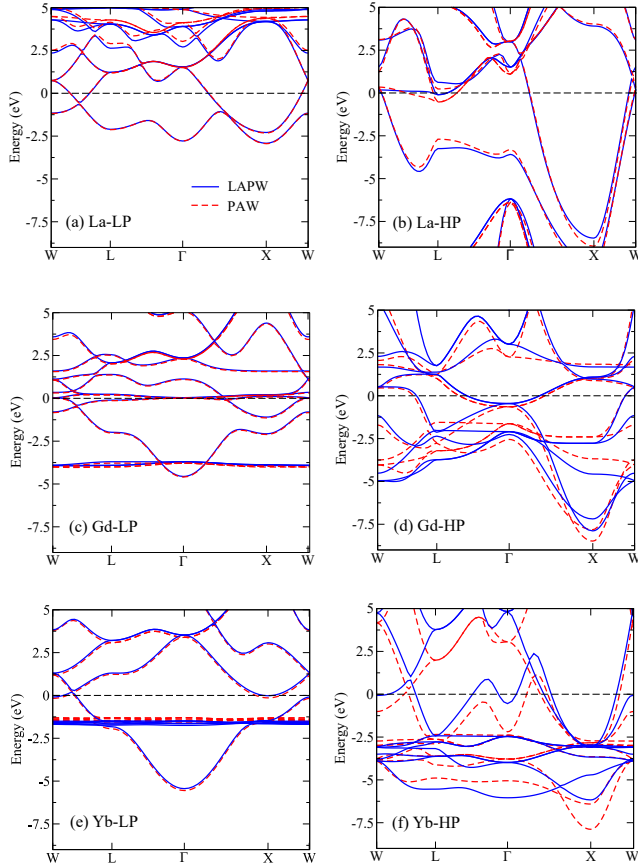 5
2.5
0
-2.5
-5
-7.5
Energy (eV)
LAPW
PAW
(a) La-LP
W L Γ X W
5
2.5
0
-2.5
-5
-7.5
Energy (eV)
(b) La-HP
W L Γ X W
5
2.5
0
-2.5
-5
-7.5
Energy (eV)
(c) Gd-LP
W L Γ X W
5
2.5
0
-2.5
-5
-7.5
Energy (eV)
(d) Gd-HP
W L Γ X W
5
2.5
0
-2.5
-5
-7.5
Energy (eV)
(e) Yb-LP
W L Γ X W
5
2.5
0
-2.5
-5
-7.5
Energy (eV)
(f) Yb-HP
W L Γ X W